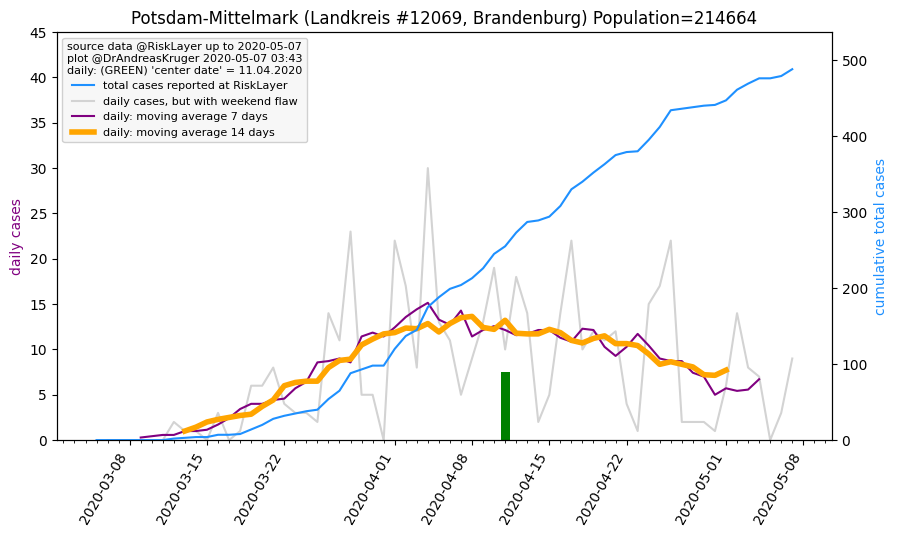 Potsdam-Mittelmark (Landkreis #12069, Brandenburg) Population=214664
source data @RiskLayer up to 2020-05-07
plot @DrAndreasKruger 2020-05-07 03:43
daily: (GREEN) 'center date' = 11.04.2020
total cases reported at RiskLayer
daily cases, but with weekend flaw
daily: moving average 7 days
daily: moving average 14 days
daily cases
45
40
35
30
25
20
15
10
5
0
cumulative total cases
500
400
300
200
100
0
2020-03-08
2020-03-15
2020-03-22
2020-04-01
2020-04-08
2020-04-15
2020-04-22
2020-05-01
2020-05-08